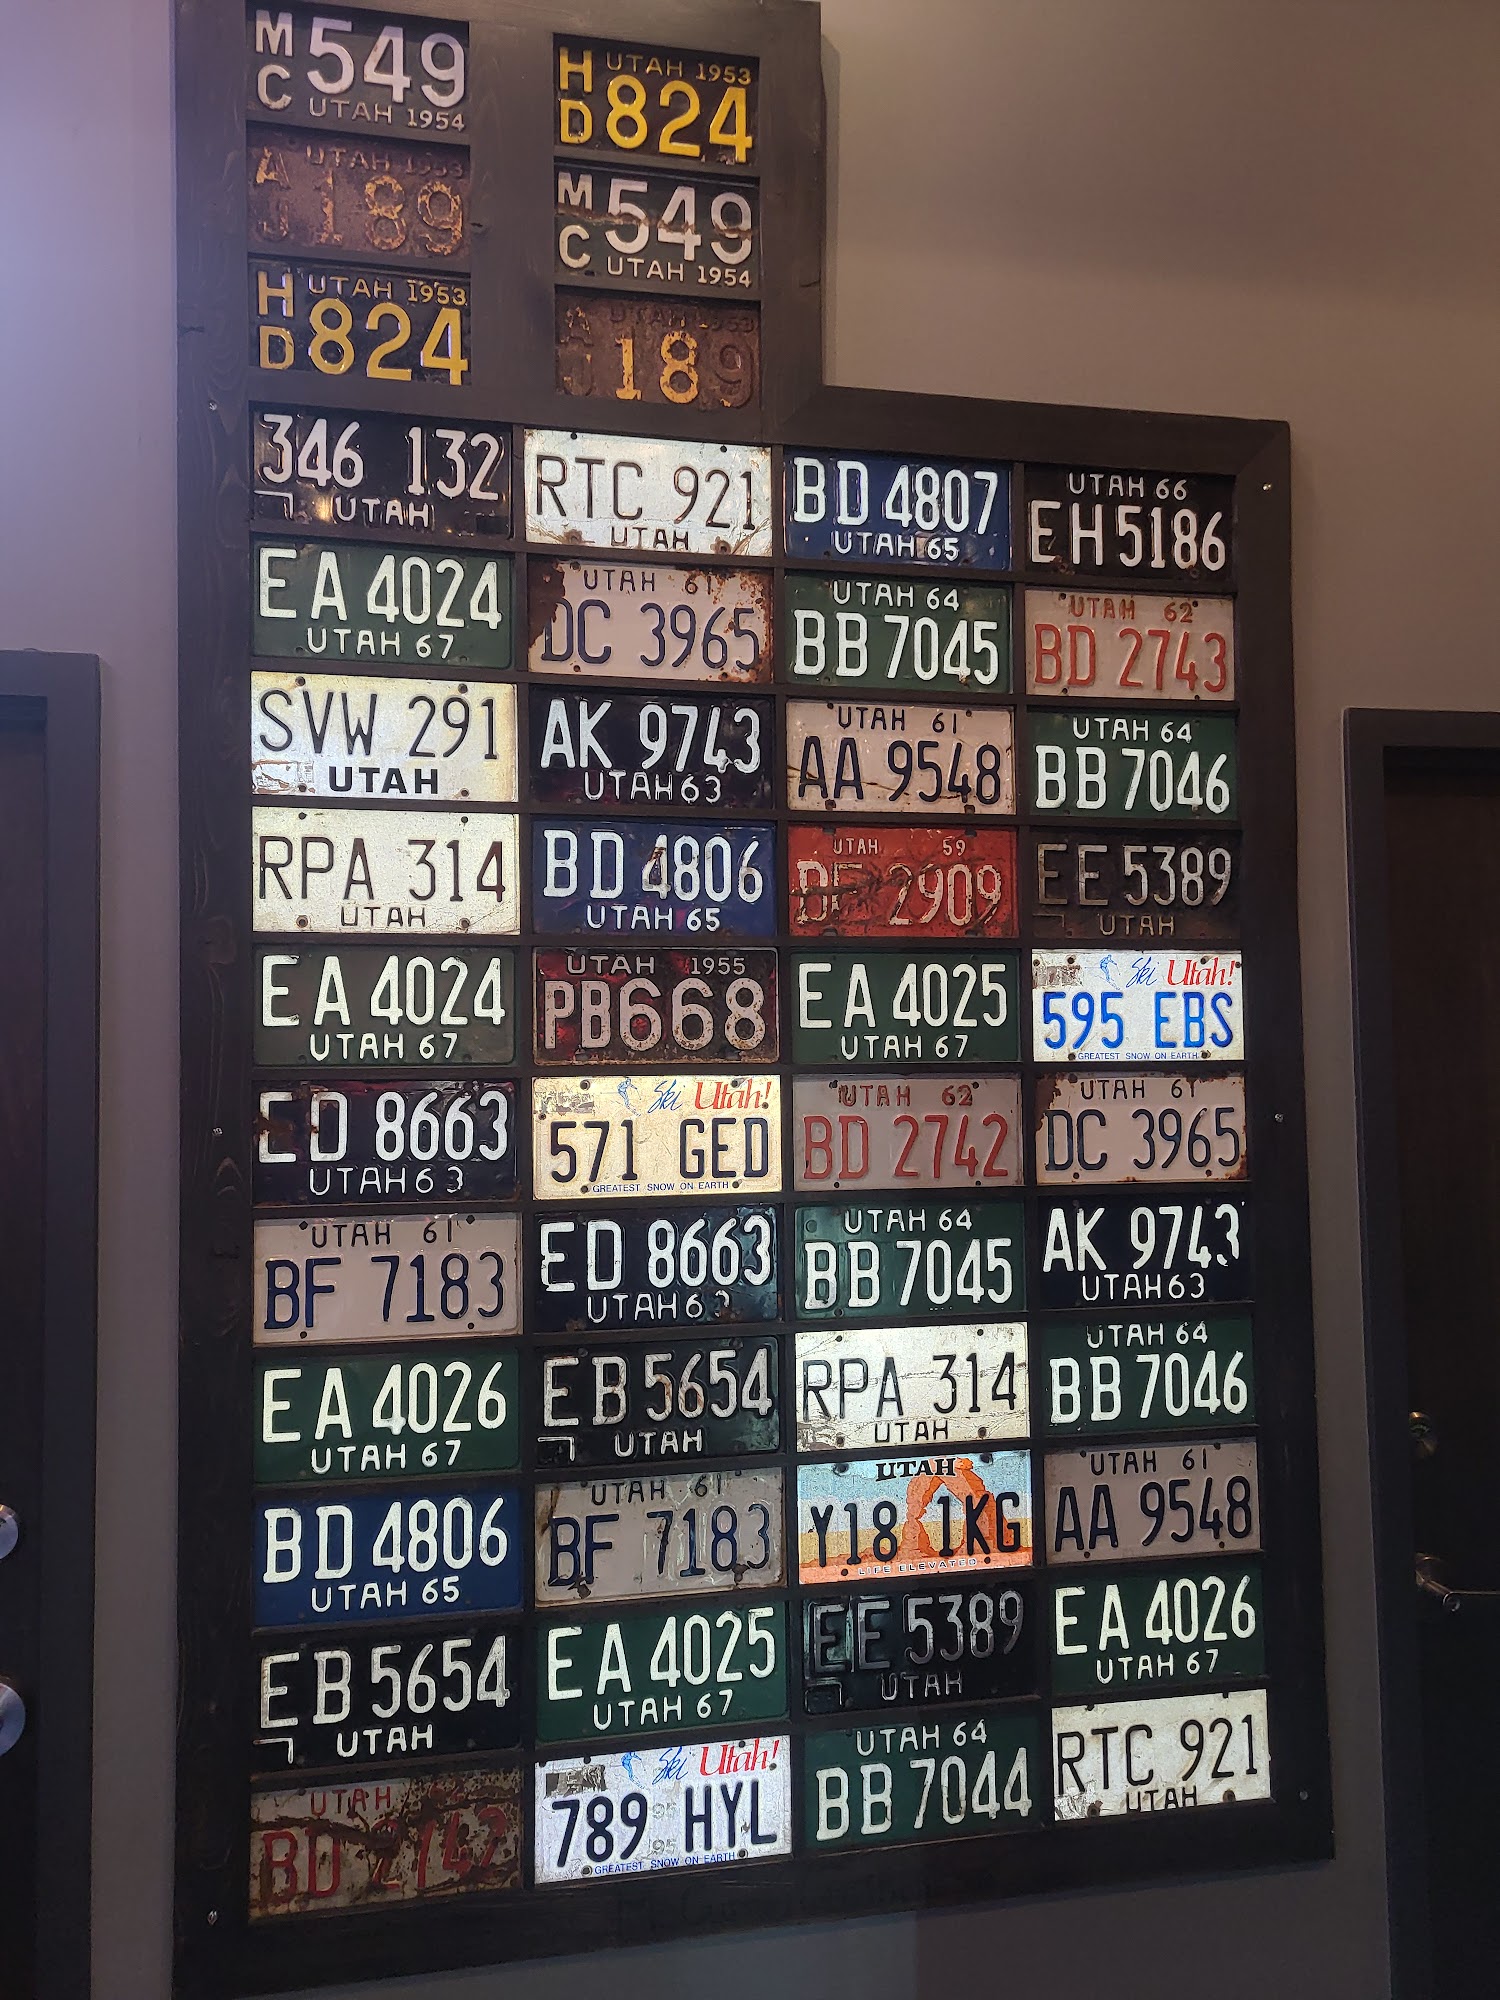 MC 549
UTAH 1954
UTAH 1953
HD 824
UTAH 1953
AJ 189
MC 549
UTAH 1954
UTAH 1953
HD 824
UTAH 1953
AJ 189
346 132
UTAH
RTC 921
UTAH
BD 4807
UTAH 65
UTAH 66
EH 5186
EA 4024
UTAH 67
UTAH 61
DC 3965
UTAH 64
BB 7045
UTAH 62
BD 2743
SVW 291
UTAH
AK 9743
UTAH 63
UTAH 61
AA 9548
UTAH 64
BB 7046
RPA 314
UTAH
BD 4806
UTAH 65
UTAH 59
2909
EE 5389
UTAH
EA 4024
UTAH 67
UTAH 1955
PB 668
EA 4025
UTAH 67
Ski Utah!
595 EBS
GREATEST SNOW ON EARTH
ED 8663
UTAH 63
Ski Utah!
571 GED
GREATEST SNOW ON EARTH
UTAH 62
BD 2742
UTAH 61
DC 3965
UTAH 61
BF 7183
ED 8663
UTAH 63
UTAH 64
BB 7045
AK 9743
UTAH 63
EA 4026
UTAH 67
EB 5654
UTAH
RPA 314
UTAH
UTAH 64
BB 7046
BD 4806
UTAH 65
UTAH 61
BF 7183
UTAH
Y18 1KG
LIFE ELEVATED
UTAH 61
AA 9548
EB 5654
UTAH
EA 4025
UTAH 67
EE 5389
UTAH
EA 4026
UTAH 67
UTAH
BD 2742
Ski Utah!
789 HYL
95
GREATEST SNOW ON EARTH
UTAH 64
BB 7044
RTC 921
UTAH